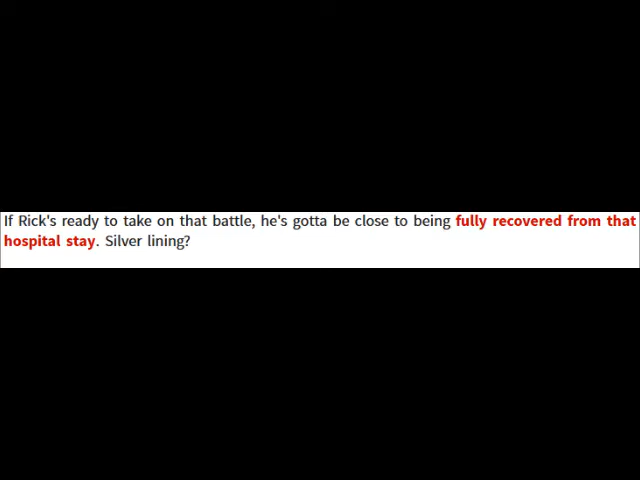 If Rick's ready to take on that battle, he's gotta be close to being fully recovered from that
hospital stay. Silver lining?